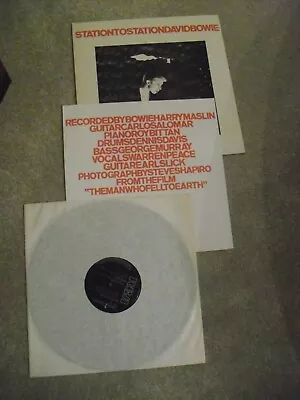 STATIONTOSTATIONDAVIDBOWIE
RECORDEDBYBOWIEHARRYMASLIN
GUITARCARLOSALOMAR
PIANOROYBITTAN
DRUMSDENNISDAVIS
BASSGEORGEMURRAY
VOCALSWARRENPEACE
GUITAREARLSLICK
PHOTOGRAPHBYSTEVESHAPIRO
FROMTHEFILM
"THEMANWHOFELLTOEARTH"